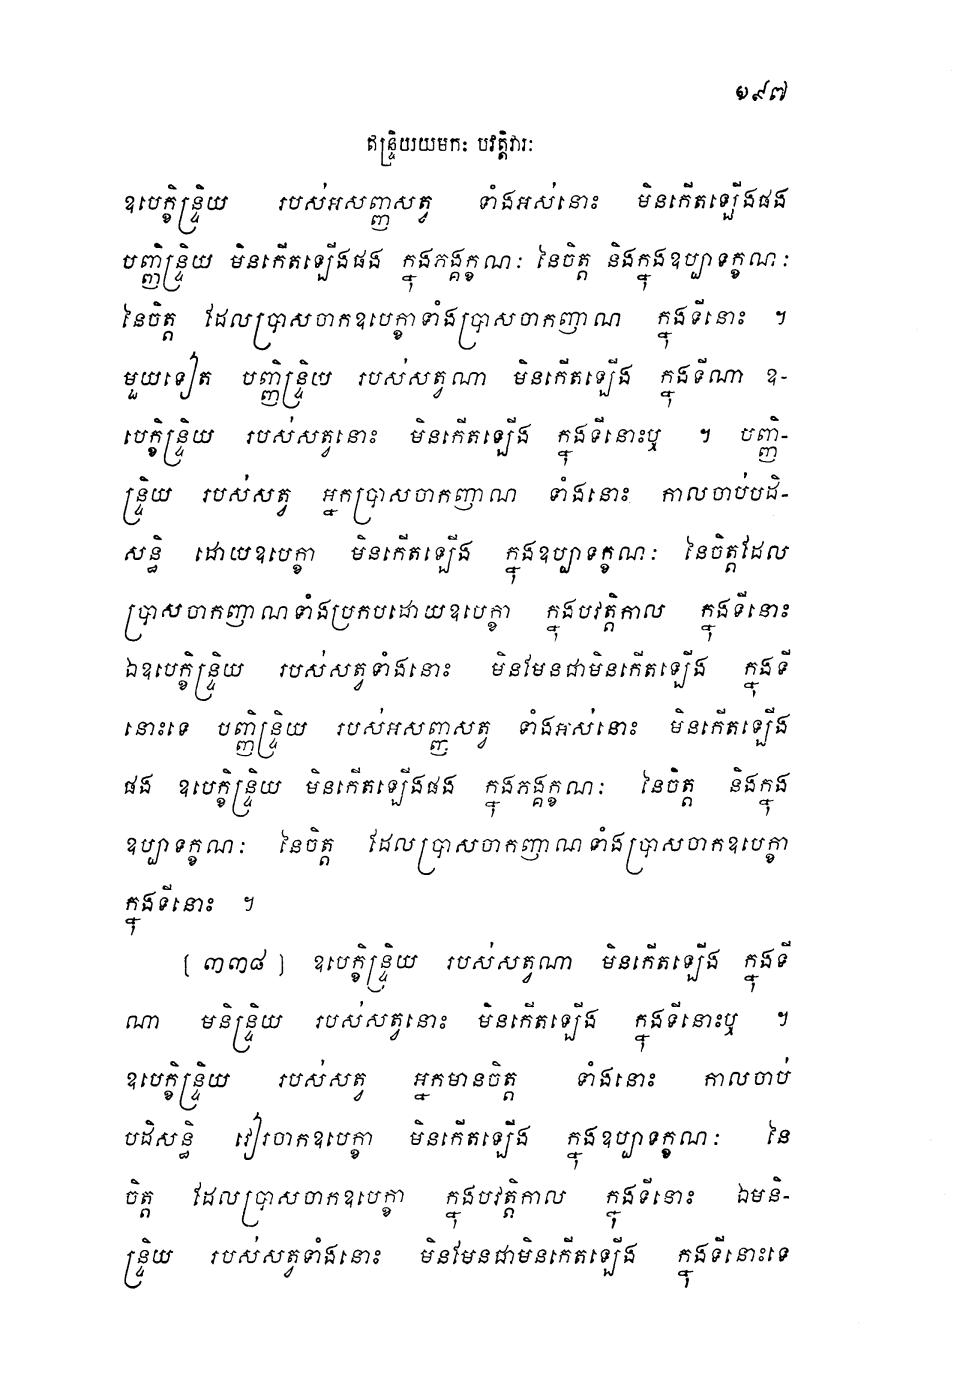 ១៩៧
ឥន្ទ្រិយយមកៈ បវត្តិវារៈ
ឧបេក្ខិន្ទ្រិយ របស់អសញ្ញសត្វ ទាំងអស់នោះ មិនកើតឡើងផង
បញ្ញិន្ទ្រិយ មិនកើតឡើងផង ក្នុងភង្គក្ខណៈ នៃចិត្ត និងក្នុងឧប្បាទក្ខណៈ
នៃចិត្ត ដែលប្រាសចាកឧបេក្ខាទាំងប្រាសចាកញាណ ក្នុងទីនោះ ។
មួយទៀត បញ្ញិន្ទ្រិយ របស់សត្វណា មិនកើតឡើង ក្នុងទីណា ឧ-
បេក្ខិន្ទ្រិយ របស់សត្វនោះ មិនកើតឡើង ក្នុងទីនោះឬ ។ បញ្ញិ-
ន្ទ្រិយ របស់សត្វ អ្នកប្រាសចាកញាណ ទាំងនោះ កាលចាប់បដិ-
សន្ធិ ដោយឧបេក្ខា មិនកើតឡើង ក្នុងឧប្បាទក្ខណៈ នៃចិត្តដែល
ប្រាសចាកញាណទាំងប្រកបដោយឧបេក្ខា ក្នុងបវត្តិកាល ក្នុងទីនោះ
ឯឧបេក្ខិន្ទ្រិយ របស់សត្វទាំងនោះ មិនមែនជាមិនកើតឡើង ក្នុងទី
នោះទេ បញ្ញិន្ទ្រិយ របស់អសញ្ញសត្វ ទាំងអស់នោះ មិនកើតឡើង
ផង ឧបេក្ខិន្ទ្រិយ មិនកើតឡើងផង ក្នុងភង្គក្ខណៈ នៃចិត្ត និងក្នុង
ឧប្បាទក្ខណៈ នៃចិត្ត ដែលប្រាសចាកញាណទាំងប្រាសចាកឧបេក្ខា
ក្នុងទីនោះ ។
[ ៣៣៨ ] ឧបេក្ខិន្ទ្រិយ របស់សត្វណា មិនកើតឡើង ក្នុងទី
ណា មនិន្ទ្រិយ របស់សត្វនោះ មិនកើតឡើង ក្នុងទីនោះឬ ។
ឧបេក្ខិន្ទ្រិយ របស់សត្វ អ្នកមានចិត្ត ទាំងនោះ កាលចាប់
បដិសន្ធិ វៀរចាកឧបេក្ខា មិនកើតឡើង ក្នុងឧប្បាទក្ខណៈ នៃ
ចិត្ត ដែលប្រាសចាកឧបេក្ខា ក្នុងបវត្តិកាល ក្នុងទីនោះ ឯមនិ-
ន្ទ្រិយ របស់សត្វទាំងនោះ មិនមែនជាមិនកើតឡើង ក្នុងទីនោះទេ